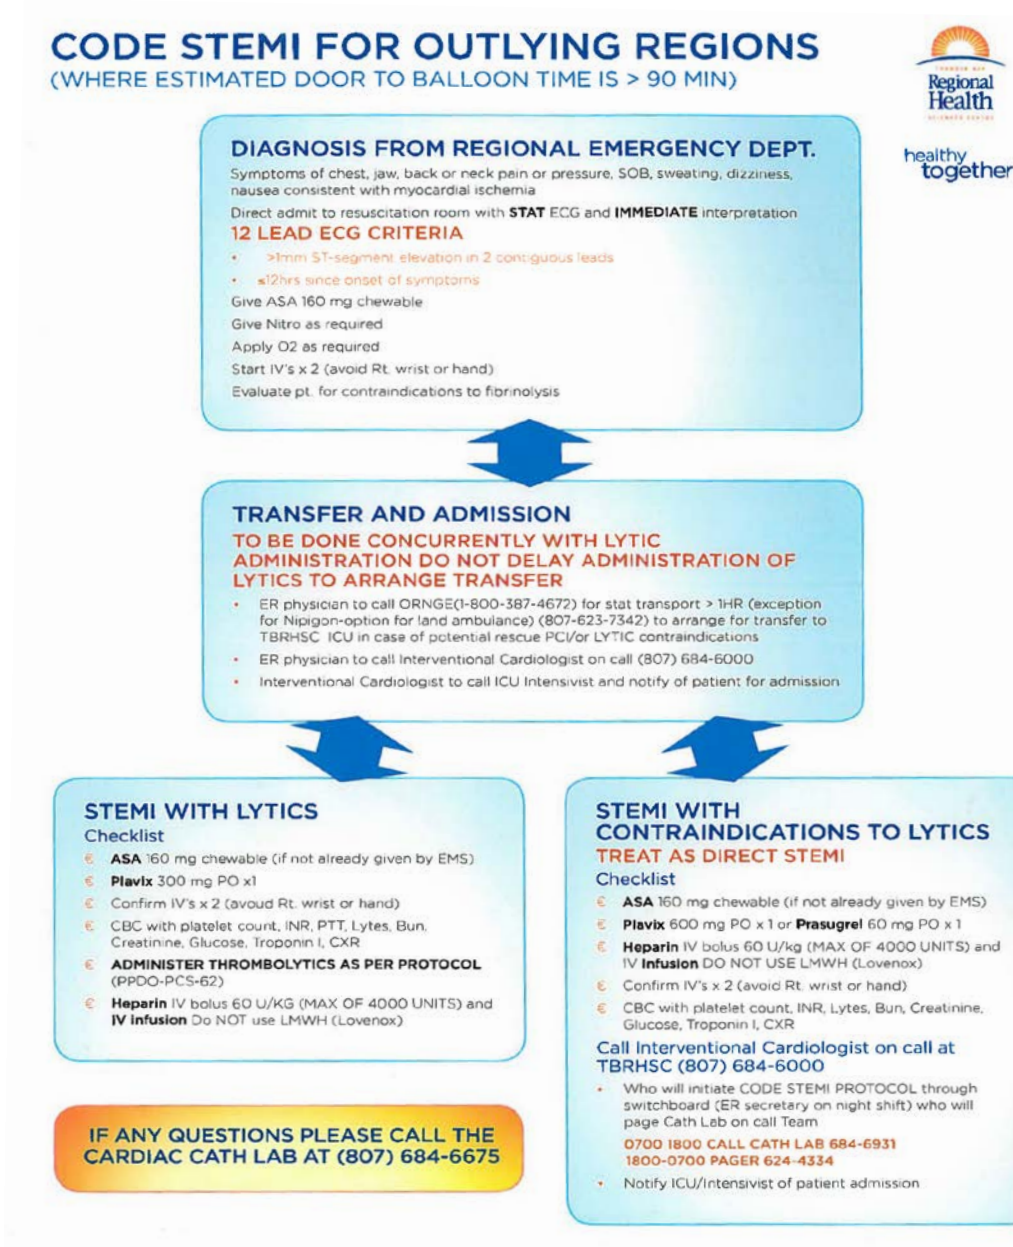 CODE STEMI FOR OUTLYING REGIONS
(WHERE ESTIMATED DOOR TO BALLOON TIME IS > 90 MIN)
Regional
Health
healthy
together
DIAGNOSIS FROM REGIONAL EMERGENCY DEPT.
Symptoms of chest, jaw, back or neck pain or pressure, SOB, sweating, dizziness,
nausea consistent with myocardial ischemia
Direct admit to resuscitation room with STAT ECG and IMMEDIATE interpretation
12 LEAD ECG CRITERIA
• >1mm ST-segment elevation in 2 contiguous leads
• ≤12hrs since onset of symptoms
Give ASA 160 mg chewable
Give Nitro as required
Apply O2 as required
Start IV's x 2 (avoid Rt. wrist or hand)
Evaluate pt. for contraindications to fibrinolysis
TRANSFER AND ADMISSION
TO BE DONE CONCURRENTLY WITH LYTIC
ADMINISTRATION DO NOT DELAY ADMINISTRATION OF
LYTICS TO ARRANGE TRANSFER
• ER physician to call ORNGE(1-800-387-4672) for stat transport > 1HR (exception
for Nipigon-option for land ambulance) (807-623-7342) to arrange for transfer to
TBRHSC ICU in case of potential rescue PCI/or LYTIC contraindications
• ER physician to call Interventional Cardiologist on call (807) 684-6000
• Interventional Cardiologist to call ICU Intensivist and notify of patient for admission
STEMI WITH LYTICS
Checklist
€ ASA 160 mg chewable (if not already given by EMS)
€ Plavix 300 mg PO x1
€ Confirm IV's x 2 (avoud Rt. wrist or hand)
€ CBC with platelet count, INR, PTT, Lytes, Bun,
Creatinine, Glucose, Troponin I, CXR
€ ADMINISTER THROMBOLYTICS AS PER PROTOCOL
(PPDO-PCS-62)
€ Heparin IV bolus 60 U/KG (MAX OF 4000 UNITS) and
IV Infusion Do NOT use LMWH (Lovenox)
IF ANY QUESTIONS PLEASE CALL THE
CARDIAC CATH LAB AT (807) 684-6675
STEMI WITH
CONTRAINDICATIONS TO LYTICS
TREAT AS DIRECT STEMI
Checklist
€ ASA 160 mg chewable (if not already given by EMS)
€ Plavix 600 mg PO x 1 or Prasugrel 60 mg PO x 1
€ Heparin IV bolus 60 U/kg (MAX OF 4000 UNITS) and
IV Infusion DO NOT USE LMWH (Lovenox)
€ Confirm IV's x 2 (avoid Rt. wrist or hand)
€ CBC with platelet count, INR, Lytes, Bun, Creatinine,
Glucose, Troponin I, CXR
Call Interventional Cardiologist on call at
TBRHSC (807) 684-6000
• Who will initiate CODE STEMI PROTOCOL through
switchboard (ER secretary on night shift) who will
page Cath Lab on call Team
0700 1800 CALL CATH LAB 684-6931
1800-0700 PAGER 624-4334
• Notify ICU/Intensivist of patient admission